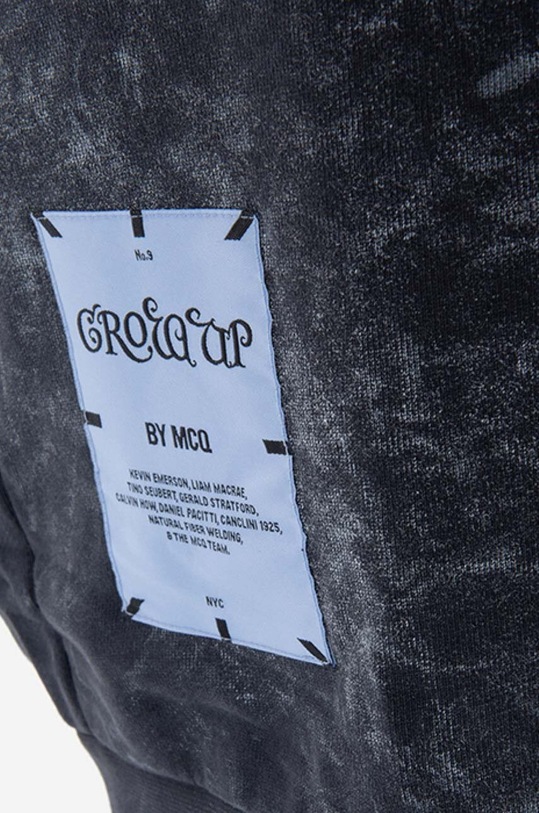 No.9
GROW UP
BY MCQ
KEVIN EMERSON, LIAM MACRAE,
TINO SEUBERT, GERALD STRATFORD,
CALVIN HOW, DANIEL PACITTI, CANCLINI 1925,
NATURAL FIBER WELDING,
& THE MCQ TEAM.
NYC